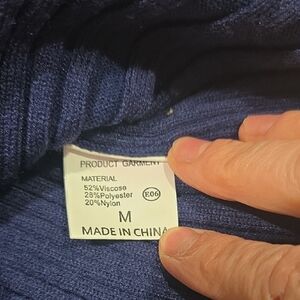 PRODUCT GARMENT
MATERIAL
52%Viscose
28%Polyester
20%Nylon
E06
M
MADE IN CHINA